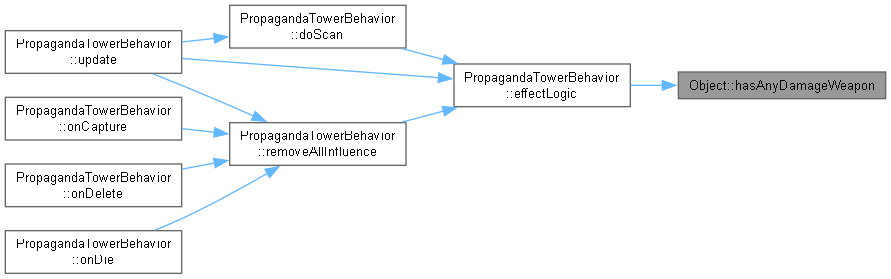 PropagandaTowerBehavior
::update
PropagandaTowerBehavior
::onCapture
PropagandaTowerBehavior
::onDelete
PropagandaTowerBehavior
::onDie
PropagandaTowerBehavior
::doScan
PropagandaTowerBehavior
::removeAllInfluence
PropagandaTowerBehavior
::effectLogic
Object::hasAnyDamageWeapon